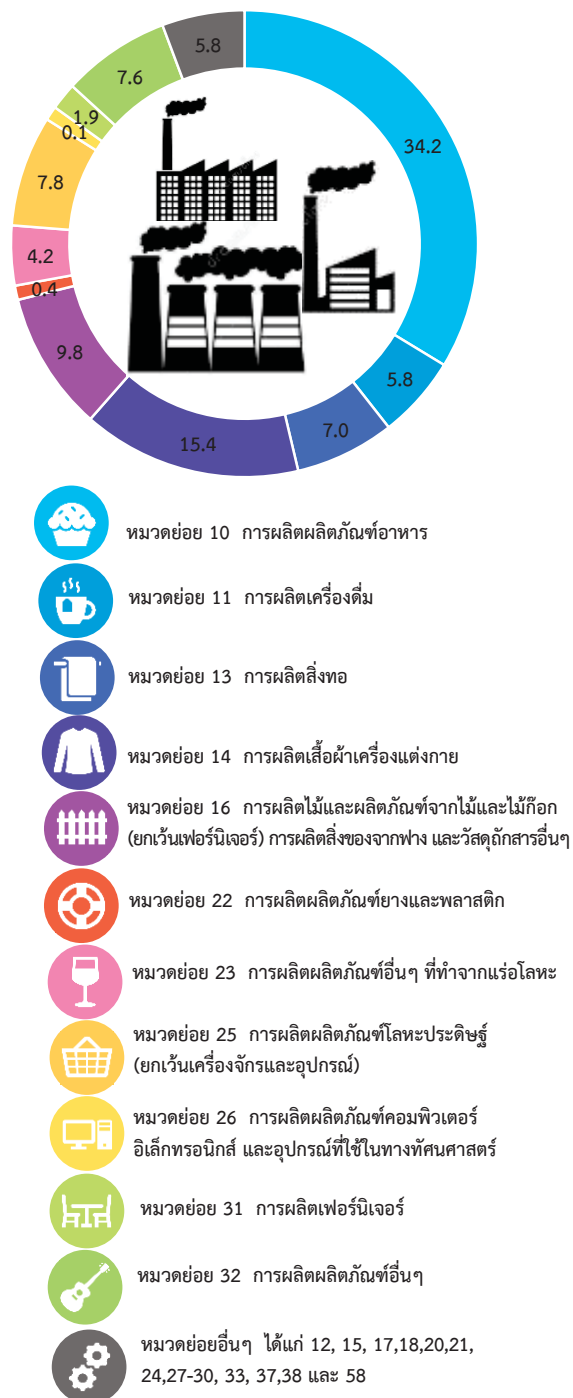 5.8
7.6
34.2
1.9
0.1
7.8
4.2
0.4
9.8
5.8
7.0
15.4
หมวดย่อย 10 การผลิตผลิตภัณฑ์อาหาร
หมวดย่อย 11 การผลิตเครื่องดื่ม
หมวดย่อย 13 การผลิตสิ่งทอ
หมวดย่อย 14 การผลิตเสื้อผ้าเครื่องแต่งกาย
หมวดย่อย 16 การผลิตไม้และผลิตภัณฑ์จากไม้และไม้ก๊อก
(ยกเว้นเฟอร์นิเจอร์) การผลิตสิ่งของจากฟาง และวัสดุถักสารอื่นๆ
หมวดย่อย 22 การผลิตผลิตภัณฑ์ยางและพลาสติก
หมวดย่อย 23 การผลิตผลิตภัณฑ์อื่นๆ ที่ทำจากแร่อโลหะ
หมวดย่อย 25 การผลิตผลิตภัณฑ์โลหะประดิษฐ์
(ยกเว้นเครื่องจักรและอุปกรณ์)
หมวดย่อย 26 การผลิตผลิตภัณฑ์คอมพิวเตอร์
อิเล็กทรอนิกส์ และอุปกรณ์ที่ใช้ในทางทัศนศาสตร์
หมวดย่อย 31 การผลิตเฟอร์นิเจอร์
หมวดย่อย 32 การผลิตผลิตภัณฑ์อื่นๆ
หมวดย่อยอื่นๆ ได้แก่ 12, 15, 17,18,20,21,
24,27-30, 33, 37,38 และ 58